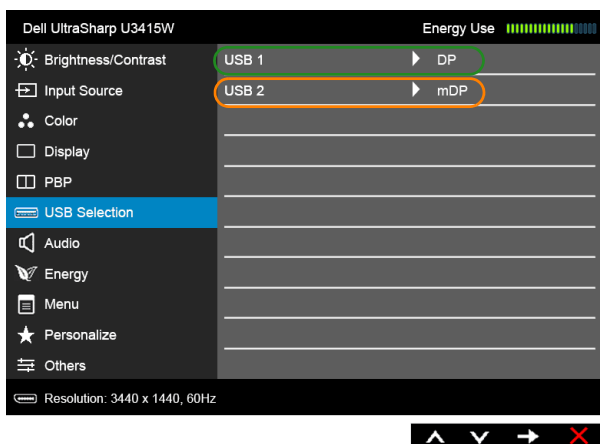 Dell UltraSharp U3415W Energy Use
Brightness/Contrast USB 1 DP
Input Source USB 2 mDP
Color
Display
PBP
USB Selection
Audio
Energy
Menu
Personalize
Others
Resolution: 3440 x 1440, 60Hz